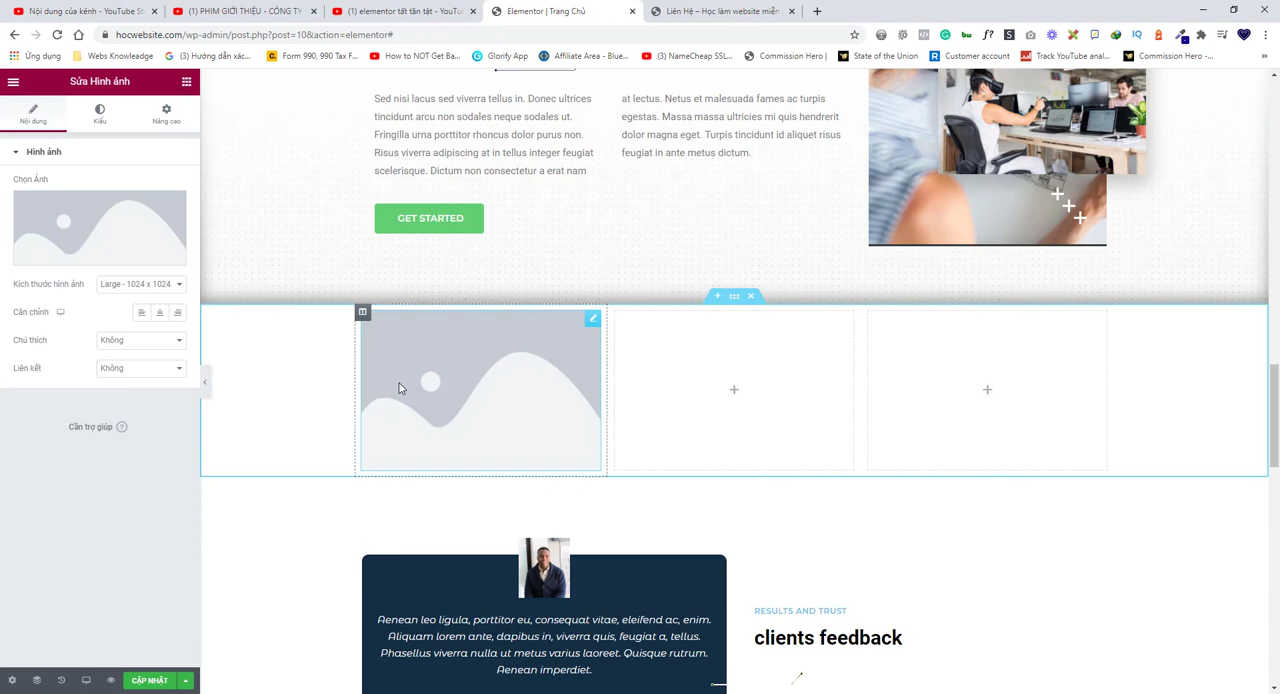 Nội dung của kênh - YouTube St
(1) PHIM GIỚI THIỆU - CÔNG TY
(1) elementor tất tần tật - YouTu
Elementor | Trang Chủ
Liên Hệ – Học làm website miễn
hocwebsite.com/wp-admin/post.php?post=10&action=elementor#
Ứng dụng
Webs Knowleadge
(3) Hướng dẫn rắc...
Form 990, 990 Tax F...
How to NOT Get Ba...
Glorify App
Affiliate Area - Blue...
(3) NameCheap SSL...
Commission Hero |
State of the Union
Customer account
Track YouTube anal...
Commission Hero -...
Sửa Hình ảnh
Nội dung
Kiểu
Nâng cao
Hình ảnh
Chọn Ảnh
Kích thước hình ảnh
Large - 1024 x 1024
Căn chỉnh
Chú thích
Không
Liên kết
Không
Cần trợ giúp
CẬP NHẬT
Sed nisi lacus sed viverra tellus in. Donec ultrices
tincidunt arcu non sodales neque sodales ut.
Fringilla urna porttitor rhoncus dolor purus non.
Risus viverra adipiscing at in tellus integer feugiat
scelerisque. Dictum non consectetur a erat nam
at lectus. Netus et malesuada fames ac turpis
egestas. Massa massa ultricies mi quis hendrerit
dolor magna eget. Turpis tincidunt id aliquet risus
feugiat in ante metus dictum.
GET STARTED
Aenean leo ligula, porttitor eu, consequat vitae, eleifend ac, enim.
Aliquam lorem ante, dapibus in, viverra quis, feugiat a, tellus.
Phasellus viverra nulla ut metus varius laoreet. Quisque rutrum.
Aenean imperdiet.
RESULTS AND TRUST
clients feedback